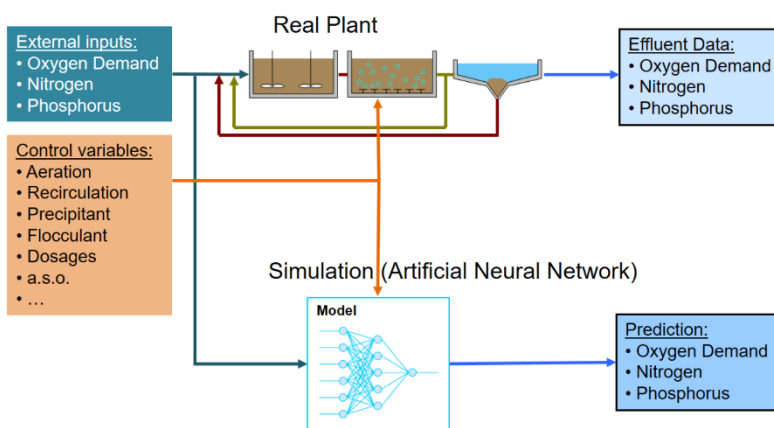 Real Plant
External inputs:
• Oxygen Demand
• Nitrogen
• Phosphorus
Effluent Data:
• Oxygen Demand
• Nitrogen
• Phosphorus
Control variables:
• Aeration
• Recirculation
• Precipitant
• Flocculant
• Dosages
• a.s.o.
• …
Simulation (Artificial Neural Network)
Model
Prediction:
• Oxygen Demand
• Nitrogen
• Phosphorus